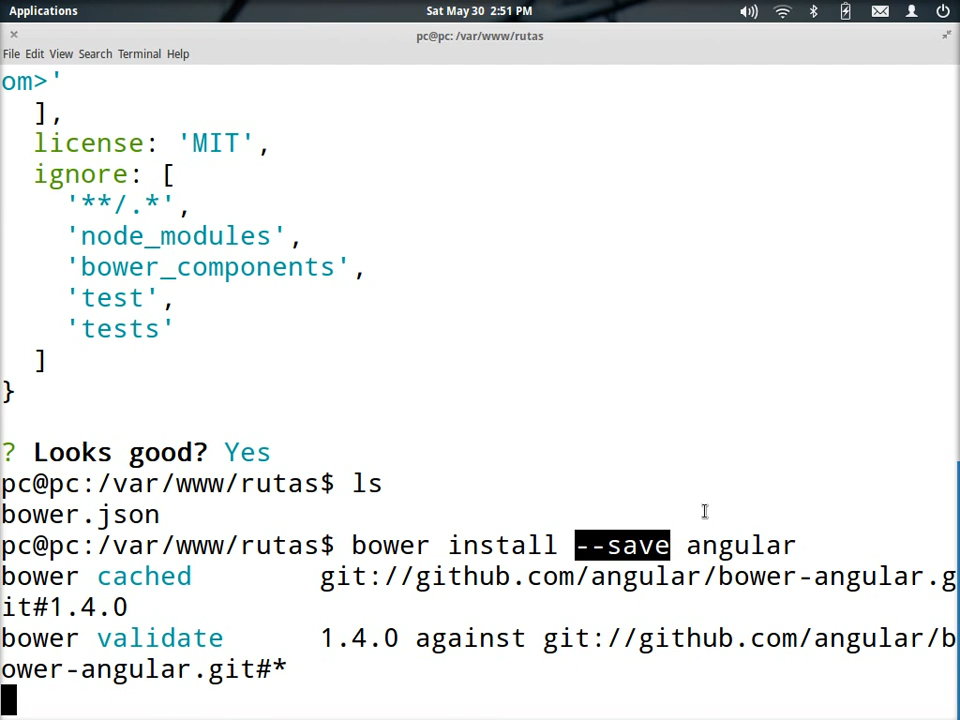 Applications
Sat May 30 2:51 PM
pc@pc: /var/www/rutas
File Edit View Search Terminal Help
om>'
],
license: 'MIT',
ignore: [
'**/.*',
'node_modules',
'bower_components',
'test',
'tests'
]
}
? Looks good? Yes
pc@pc:/var/www/rutas$ ls
bower.json
pc@pc:/var/www/rutas$ bower install --save angular
bower cached git://github.com/angular/bower-angular.g
it#1.4.0
bower validate 1.4.0 against git://github.com/angular/b
ower-angular.git#*